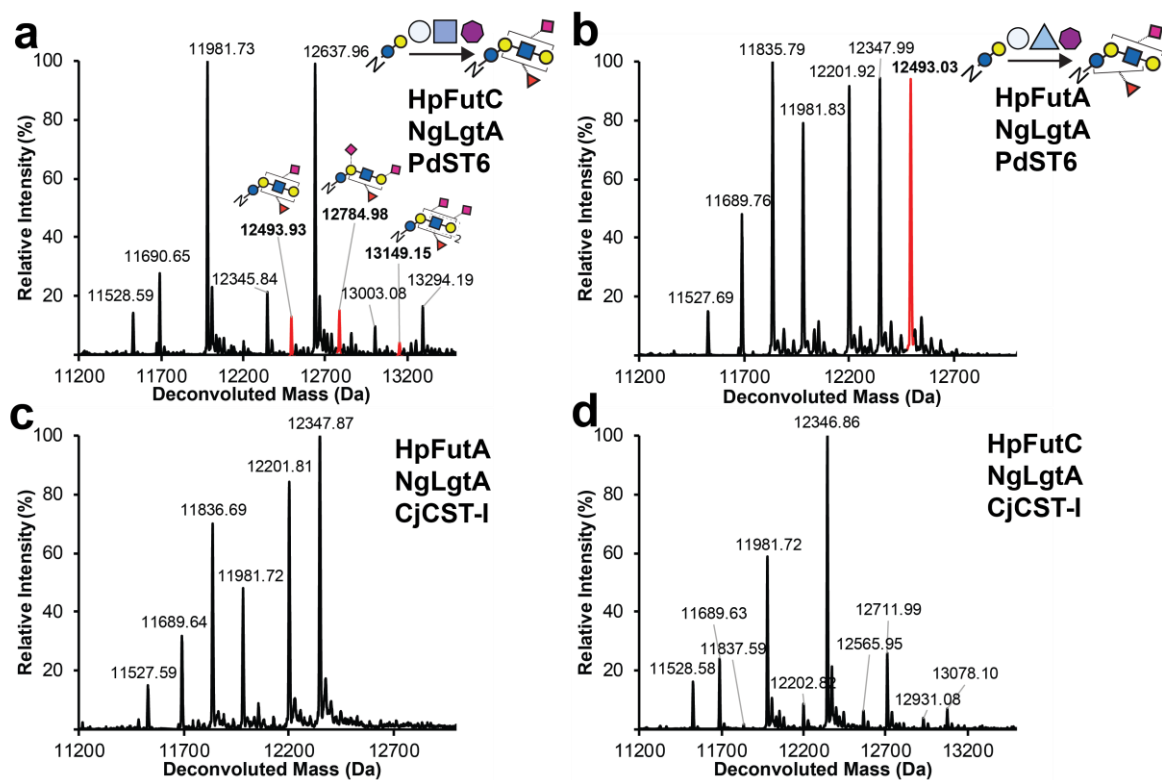 a
11981.73
12637.96
HpFutC
NgLgtA
PdST6
N
12493.93
12784.98
13149.15
2
11528.59
11690.65
12345.84
13003.08
13294.19
100
80
60
40
20
Relative Intensity (%)
11200 11700 12200 12700 13200
Deconvoluted Mass (Da)
b
11835.79
12347.99
12201.92
12493.03
11981.83
HpFutA
NgLgtA
PdST6
N
11689.76
11527.69
100
80
60
40
20
Relative Intensity (%)
11200 11700 12200 12700
Deconvoluted Mass (Da)
c
12347.87
12201.81
11836.69
11981.72
11689.64
11527.59
HpFutA
NgLgtA
CjCST-I
100
80
60
40
20
Relative Intensity (%)
11200 11700 12200 12700
Deconvoluted Mass (Da)
d
12346.86
11981.72
11689.63
11837.59
11528.58
12202.82
12565.95
12711.99
12931.08
13078.10
HpFutC
NgLgtA
CjCST-I
100
80
60
40
20
Relative Intensity (%)
11200 11700 12200 12700 13200
Deconvoluted Mass (Da)